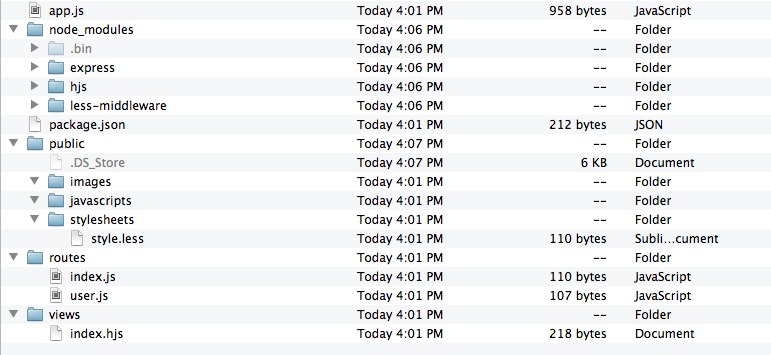 app.js Today 4:01 PM 958 bytes JavaScript
node_modules Today 4:06 PM -- Folder
.bin Today 4:06 PM -- Folder
express Today 4:06 PM -- Folder
hjs Today 4:06 PM -- Folder
less-middleware Today 4:06 PM -- Folder
package.json Today 4:01 PM 212 bytes JSON
public Today 4:07 PM -- Folder
.DS_Store Today 4:07 PM 6 KB Document
images Today 4:01 PM -- Folder
javascripts Today 4:01 PM -- Folder
stylesheets Today 4:01 PM -- Folder
style.less Today 4:01 PM 110 bytes Subli...cument
routes Today 4:01 PM -- Folder
index.js Today 4:01 PM 110 bytes JavaScript
user.js Today 4:01 PM 107 bytes JavaScript
views Today 4:01 PM -- Folder
index.hjs Today 4:01 PM 218 bytes Document